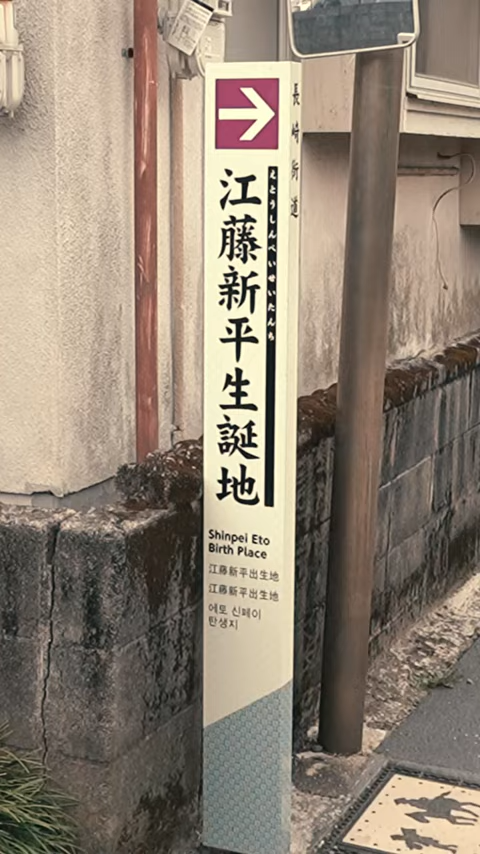 長崎街道
江藤新平生誕地
えとうしんぺいせいたんち
Shinpei Eto
Birth Place
江藤新平出生地
江藤新平出生地
에토 신페이
탄생지